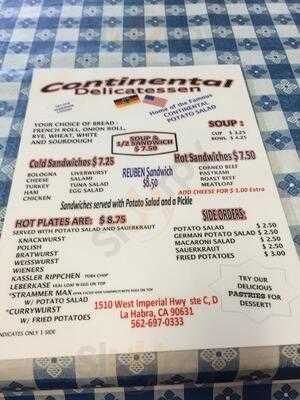 Continental
Delicatessen
Home of the Famous
CONTINENTAL
POTATO SALAD
YOUR CHOICE OF BREAD :
FRENCH ROLL, ONION ROLL,
RYE, WHEAT, WHITE
AND SOURDOUGH
SOUP &
1/2 SANDWICH
$ 7.50
SOUP :
CUP $ 3.25
BOWL $ 4.25
Cold Sandwiches $ 7.25
BOLOGNA LIVERWURST
CHEESE SALAMI
TURKEY TUNA SALAD
HAM EGG SALAD
CHICKEN
REUBEN Sandwich
$8.50
Hot Sandwiches $7.50
CORNED BEEF
PASTRAMI
ROAST BEEF
MEATLOAF
ADD CHEESE FOR $ 1.00 Extra
Sandwiches served with Potato Salad and a Pickle
HOT PLATES ARE: $ 8.75
SERVED WITH POTATO SALAD AND SAUERKRAUT
KNACKWURST
POLISH
BRATWURST
WEISSWURST
WIENERS
KASSLER RIPPCHEN PORK CHOP
LEBERKASE VEAL LOAF W EGG ON TOP
*STRAMMER MAX
W/ POTATO SALAD
*CURRYWURST
W/ FRIED POTATOES
INDICATES ONLY 1 SIDE
SIDE ORDERS:
POTATO SALAD $ 2.50
GERMAN POTATO SALAD $ 2.50
MACARONI SALAD $ 2.50
SAUERKRAUT $ 2.50
FRIED POTATOES $ 3.00
TRY OUR
DELICIOUS
PASTRIES FOR
DESSERT!
1510 West Imperial Hwy ste C, D
La Habra, CA 90631
562-697-0333